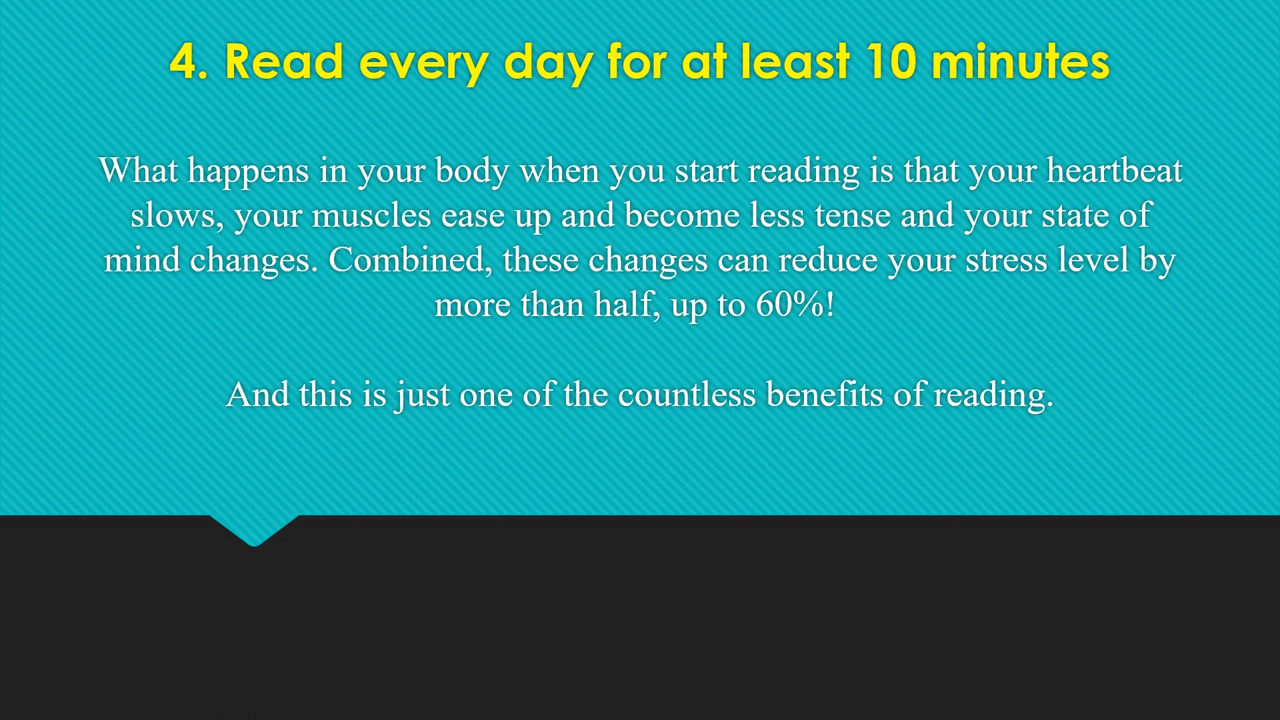 4. Read every day for at least 10 minutes
What happens in your body when you start reading is that your heartbeat
slows, your muscles ease up and become less tense and your state of
mind changes. Combined, these changes can reduce your stress level by
more than half, up to 60%!
And this is just one of the countless benefits of reading.